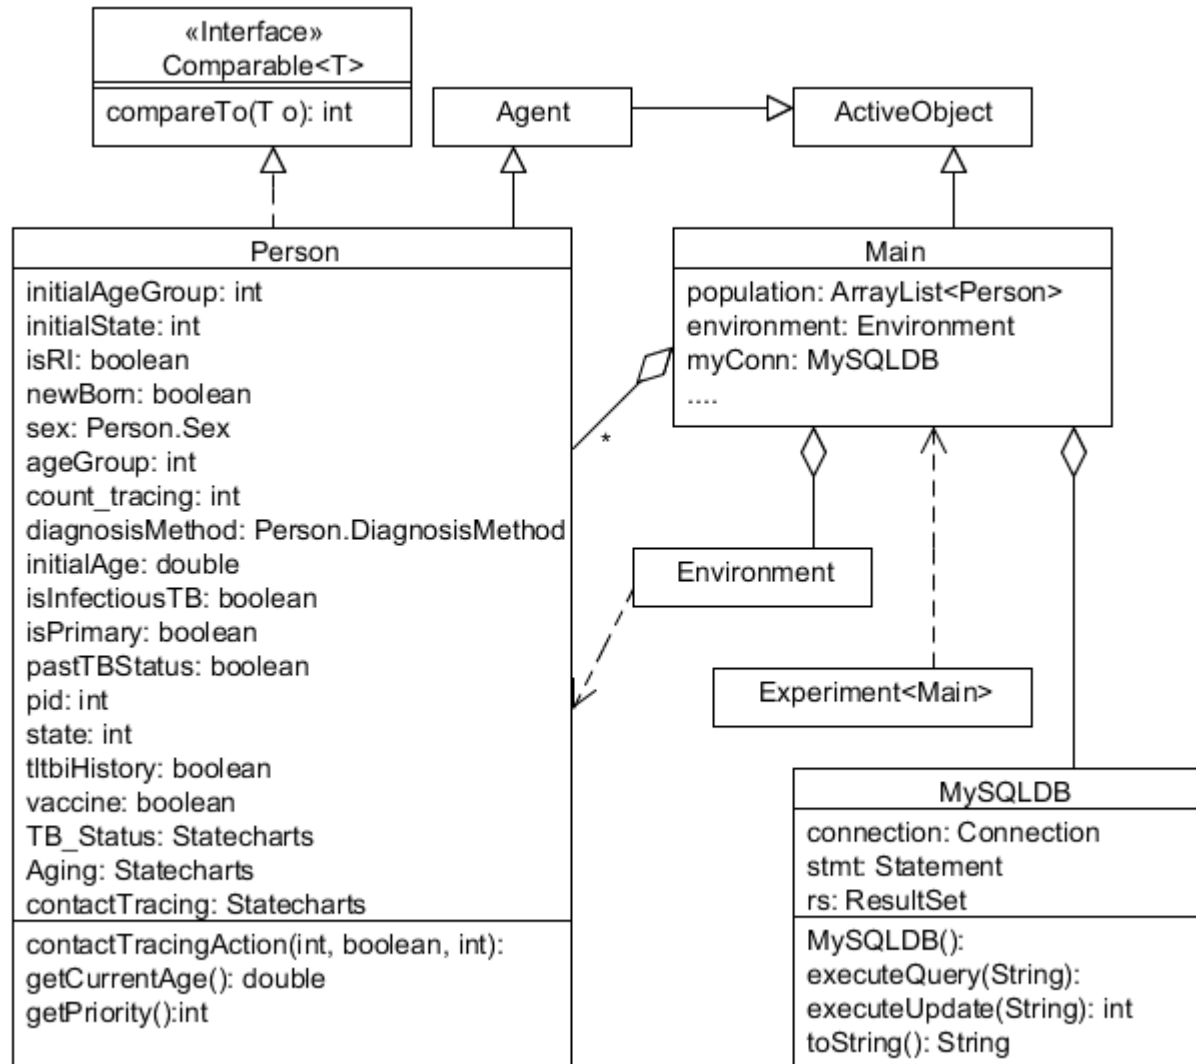 «Interface»
Comparable<T>
compareTo(T o): int
Agent
ActiveObject
Person
initialAgeGroup: int
initialState: int
isRI: boolean
newBorn: boolean
sex: Person.Sex
ageGroup: int
count_tracing: int
diagnosisMethod: Person.DiagnosisMethod
initialAge: double
isInfectiousTB: boolean
isPrimary: boolean
pastTBStatus: boolean
pid: int
state: int
tltbiHistory: boolean
vaccine: boolean
TB_Status: Statecharts
Aging: Statecharts
contactTracing: Statecharts
contactTracingAction(int, boolean, int):
getCurrentAge(): double
getPriority():int
Main
population: ArrayList<Person>
environment: Environment
myConn: MySQLDB
....
*
Environment
Experiment<Main>
MySQLDB
connection: Connection
stmt: Statement
rs: ResultSet
MySQLDB():
executeQuery(String):
executeUpdate(String): int
toString(): String